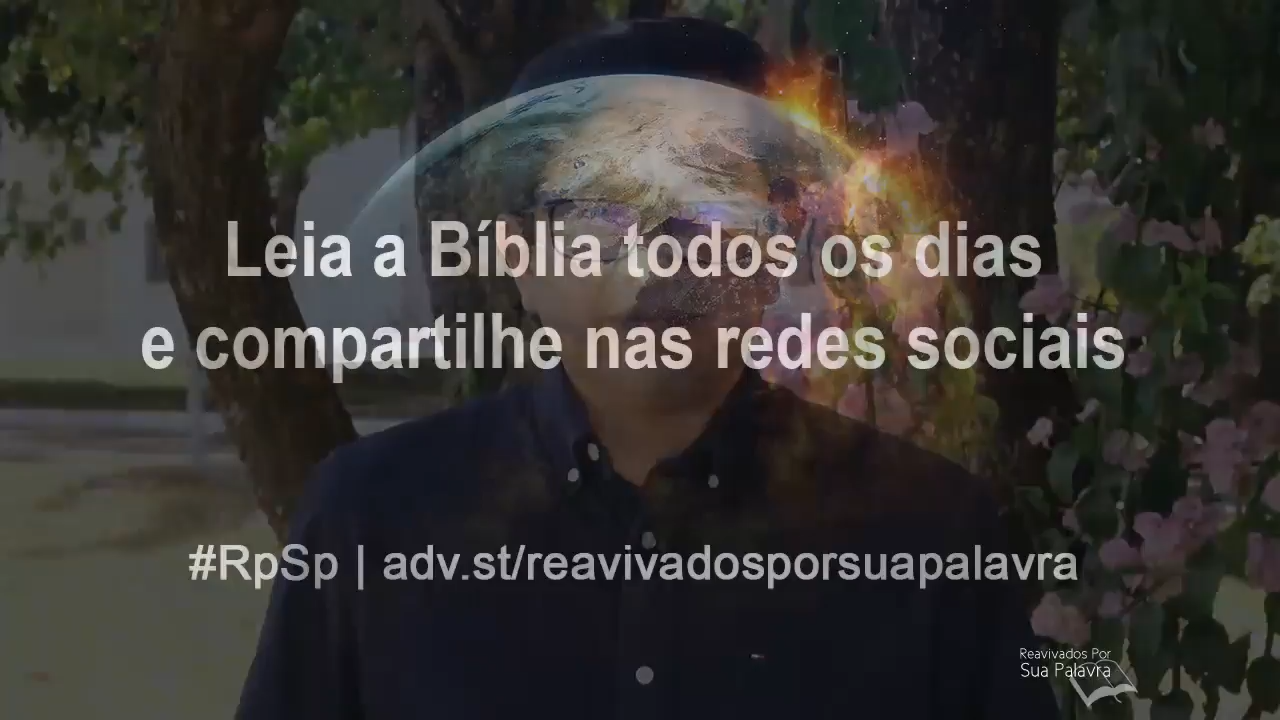 Leia a Bíblia todos os dias
e compartilhe nas redes sociais
#RpSp | adv.st/reavivadosporsuapalavra
Reavivados Por
Sua Palavra